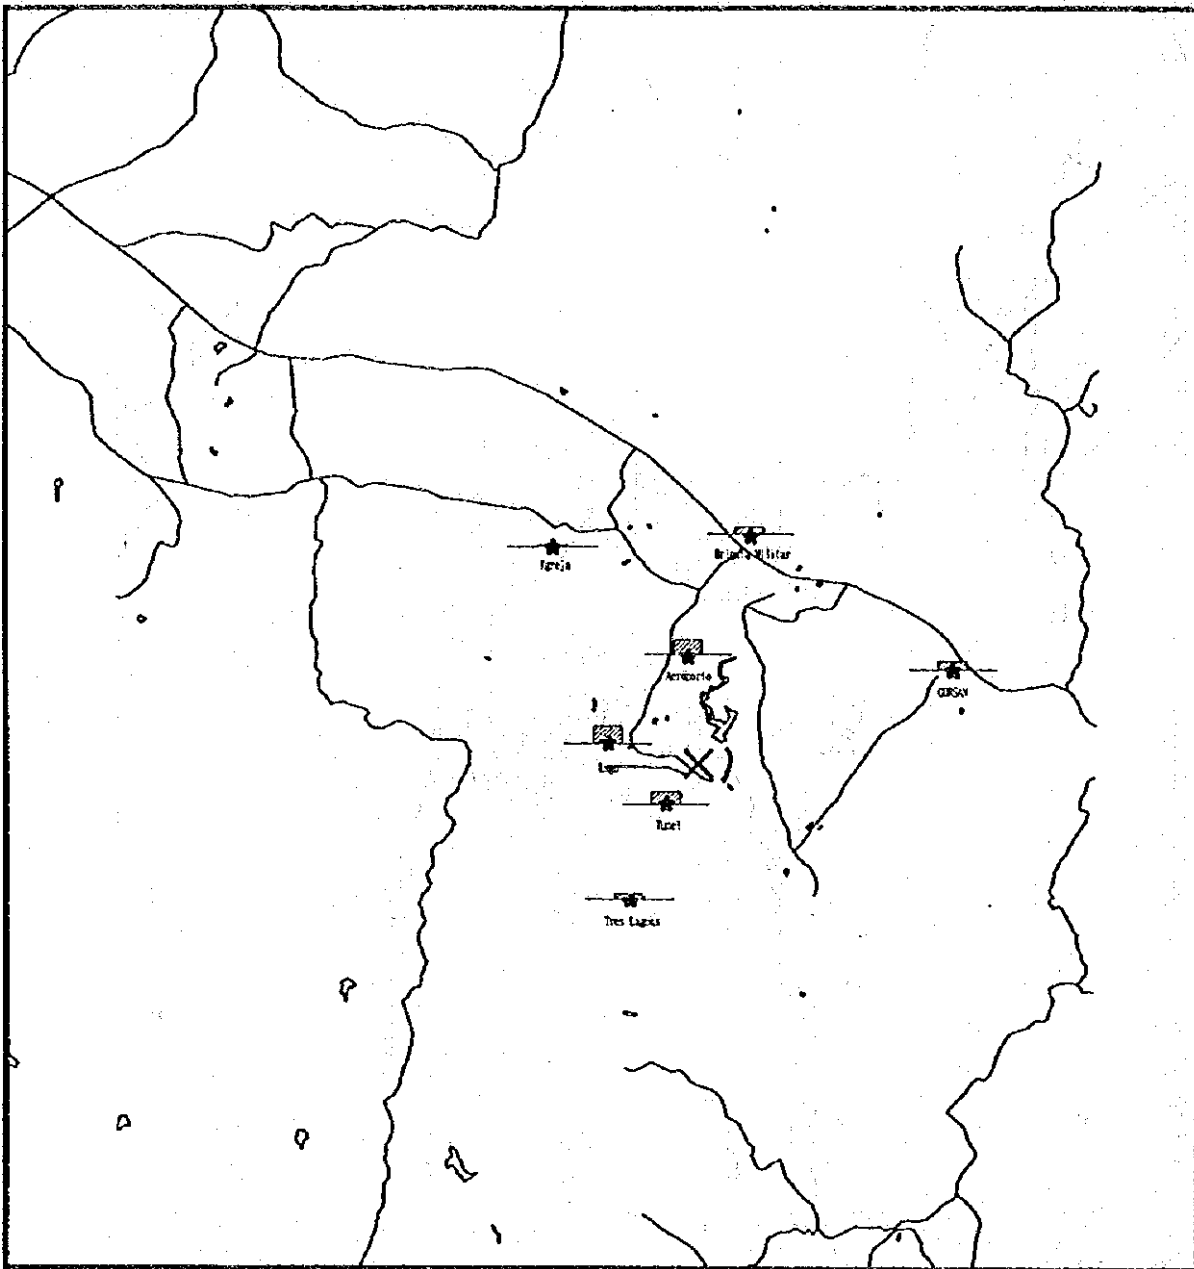 Igreja
Brigada Militar
Aeroporto
CORSAN
Lago
Tunel
Tres Lagoas